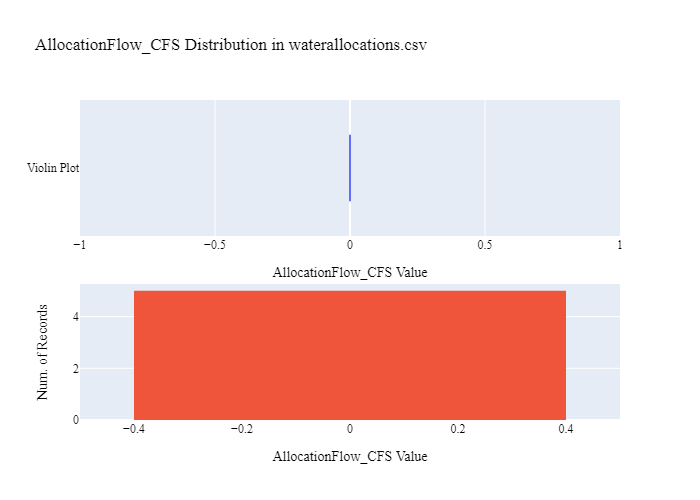 AllocationFlow_CFS Distribution in waterallocations.csv
Violin Plot
−1 −0.5 0 0.5 1
AllocationFlow_CFS Value
Num. of Records
4
2
0
−0.4 −0.2 0 0.2 0.4
AllocationFlow_CFS Value